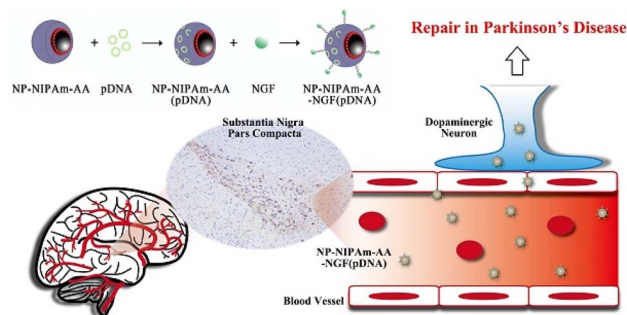 Repair in Parkinson's Disease
+
+
NP-NIPAm-AA
pDNA
NP-NIPAm-AA
(pDNA)
NGF
NP-NIPAm-AA
-NGF(pDNA)
Substantia Nigra
Pars Compacta
Dopaminergic
Neuron
NP-NIPAm-AA
-NGF(pDNA)
Blood Vessel